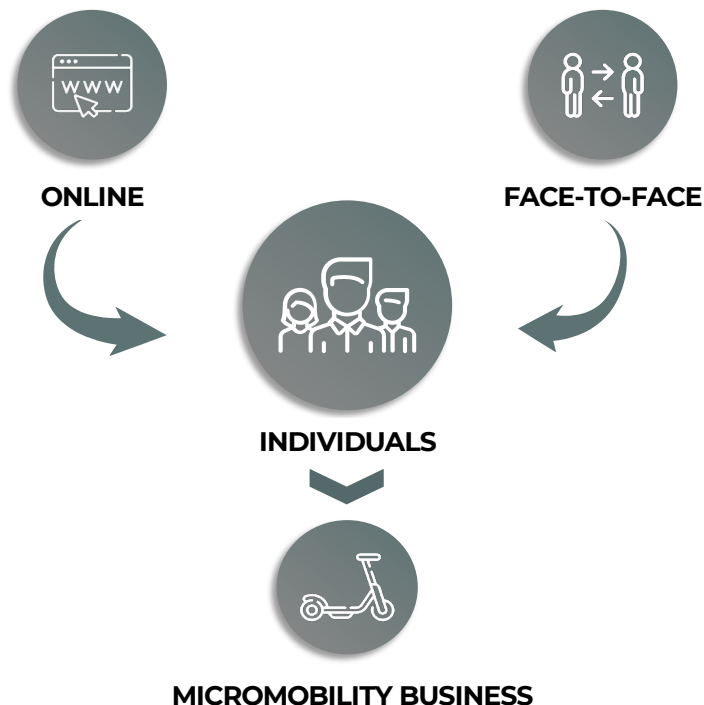 WWW
ONLINE
FACE-TO-FACE
INDIVIDUALS
MICROMOBILITY BUSINESS